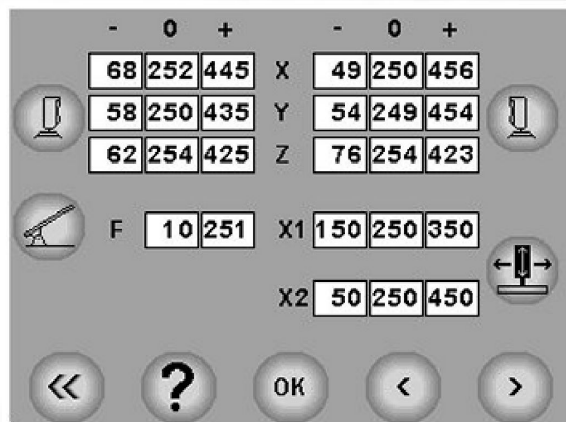 - 0 + - 0 +
68 252 445 X 49 250 456
58 250 435 Y 54 249 454
62 254 425 Z 76 254 423
F 10 251 X1 150 250 350
X2 50 250 450
« ? OK < >